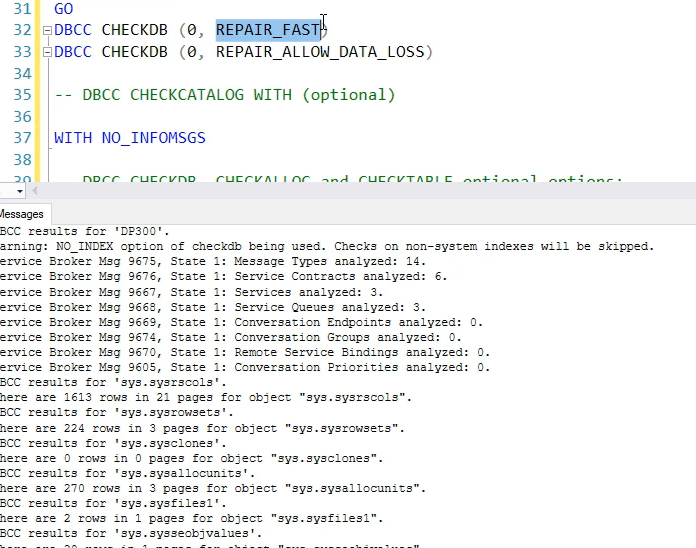 31 GO
32 DBCC CHECKDB (0, REPAIR_FAST)
33 DBCC CHECKDB (0, REPAIR_ALLOW_DATA_LOSS)
34
35 -- DBCC CHECKCATALOG WITH (optional)
36
37 WITH NO_INFOMSGS
38
39 DBCC CHECKDB, CHECKALLOC and CHECKTABLE optional options:
Messages
BCC results for 'DP300'.
arning: NO_INDEX option of checkdb being used. Checks on non-system indexes will be skipped.
ervice Broker Msg 9675, State 1: Message Types analyzed: 14.
ervice Broker Msg 9676, State 1: Service Contracts analyzed: 6.
ervice Broker Msg 9667, State 1: Services analyzed: 3.
ervice Broker Msg 9668, State 1: Service Queues analyzed: 3.
ervice Broker Msg 9669, State 1: Conversation Endpoints analyzed: 0.
ervice Broker Msg 9674, State 1: Conversation Groups analyzed: 0.
ervice Broker Msg 9670, State 1: Remote Service Bindings analyzed: 0.
ervice Broker Msg 9605, State 1: Conversation Priorities analyzed: 0.
BCC results for 'sys.sysrscols'.
here are 1613 rows in 21 pages for object "sys.sysrscols".
BCC results for 'sys.sysrowsets'.
here are 224 rows in 3 pages for object "sys.sysrowsets".
BCC results for 'sys.sysclones'.
here are 0 rows in 0 pages for object "sys.sysclones".
BCC results for 'sys.sysallocunits'.
here are 270 rows in 3 pages for object "sys.sysallocunits".
BCC results for 'sys.sysfiles1'.
here are 2 rows in 1 pages for object "sys.sysfiles1".
BCC results for 'sys.sysseobjvalues'.